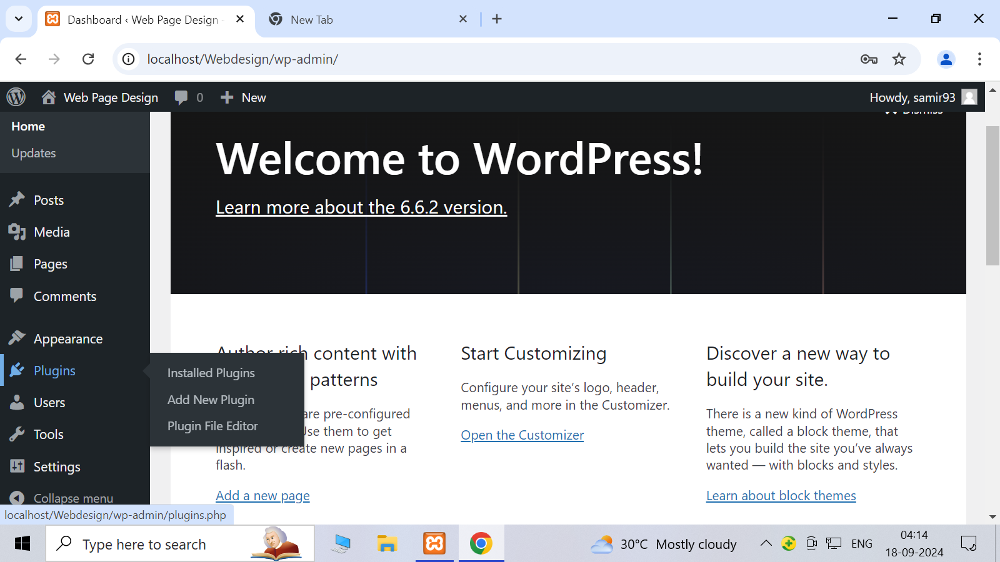 Dashboard ‹ Web Page Design -
New Tab
localhost/Webdesign/wp-admin/
Web Page Design
0
New
Howdy, samir93
Dismiss
Home
Updates
Posts
Media
Pages
Comments
Appearance
Plugins
Users
Tools
Settings
Collapse menu
Installed Plugins
Add New Plugin
Plugin File Editor
Welcome to WordPress!
Learn more about the 6.6.2 version.
Author rich content with
patterns
are pre-configured
Use them to get
inspired or create new pages in a
flash.
Add a new page
Start Customizing
Configure your site’s logo, header,
menus, and more in the Customizer.
Open the Customizer
Discover a new way to
build your site.
There is a new kind of WordPress
theme, called a block theme, that
lets you build the site you’ve always
wanted — with blocks and styles.
Learn about block themes
localhost/Webdesign/wp-admin/plugins.php
Type here to search
30°C Mostly cloudy
ENG
04:14
18-09-2024